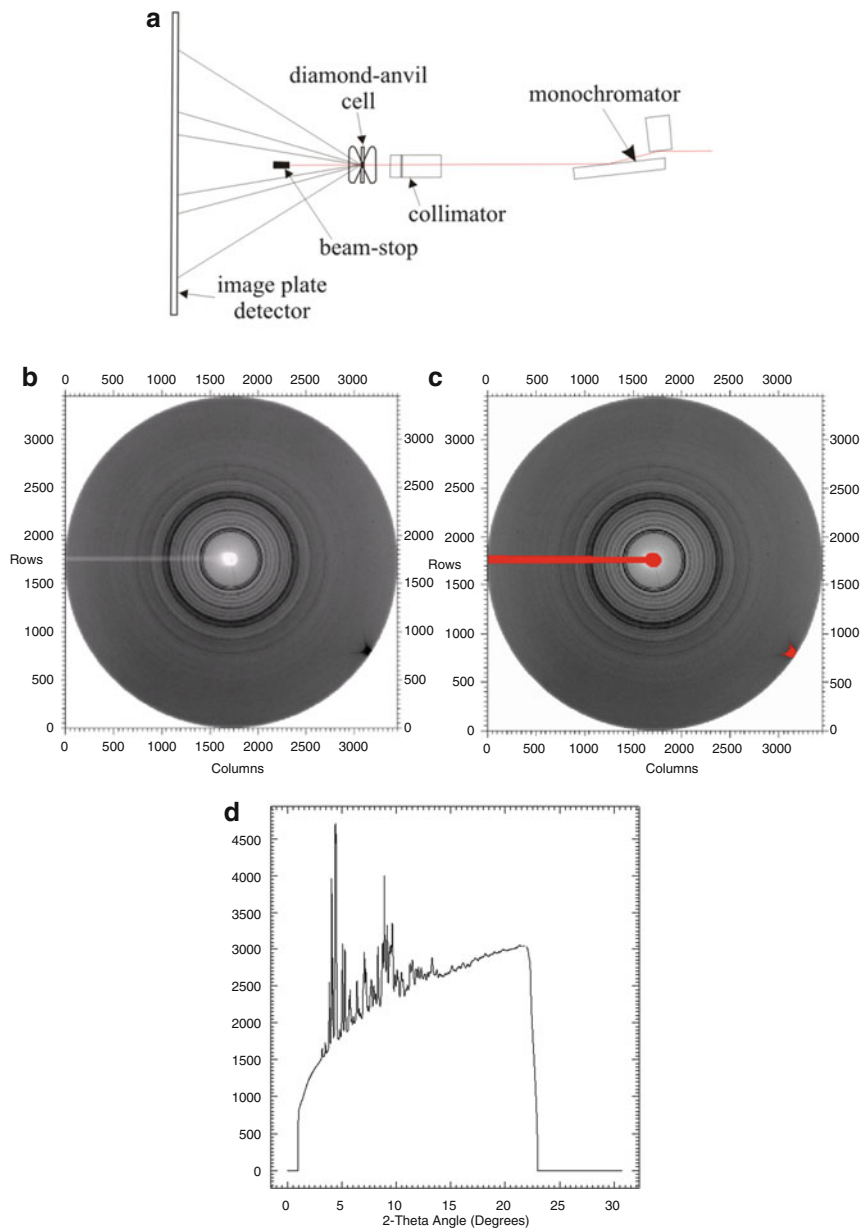 a
diamond-anvil
cell
monochromator
collimator
beam-stop
image plate
detector
b
0 500 1000 1500 2000 2500 3000
3000 3000
2500 2500
2000 2000
Rows
1500 1500
1000 1000
500 500
0 0
0 500 1000 1500 2000 2500 3000
Columns
c
0 500 1000 1500 2000 2500 3000
3000 3000
2500 2500
2000 2000
Rows
1500 1500
1000 1000
500 500
0 0
0 500 1000 1500 2000 2500 3000
Columns
d
4500
4000
3500
3000
2500
2000
1500
1000
500
0
0 5 10 15 20 25 30
2-Theta Angle (Degrees)